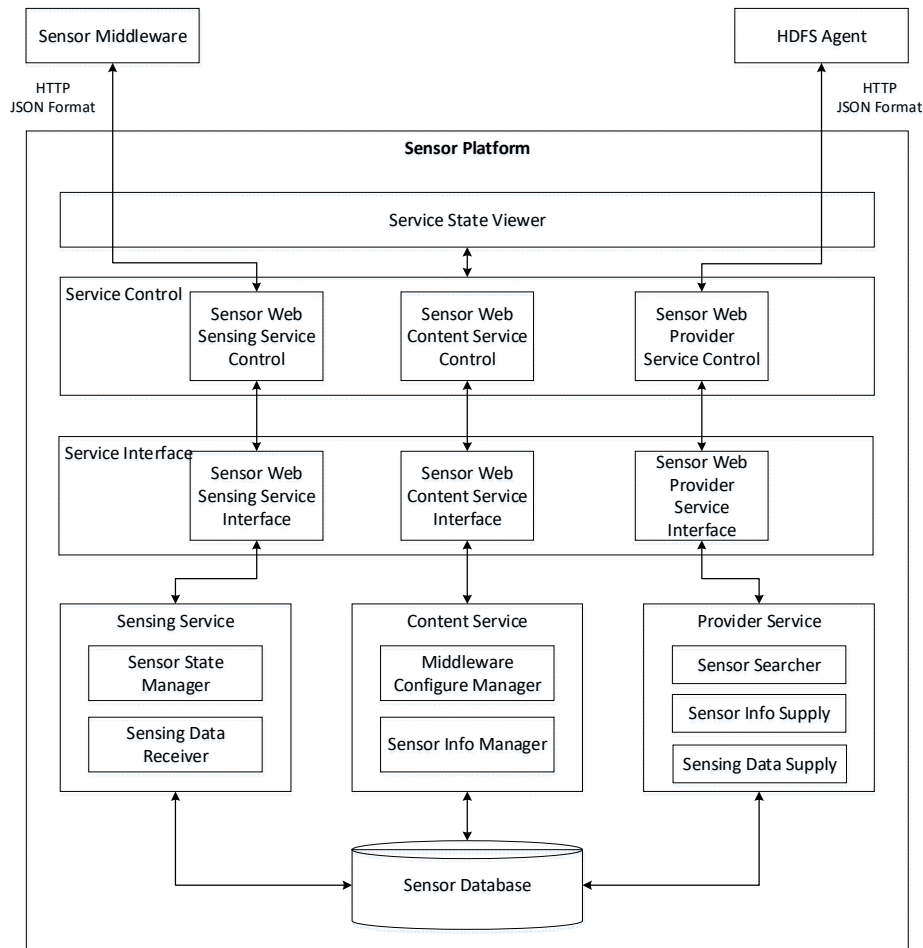 Sensor Middleware
HDFS Agent
HTTP
JSON Format
HTTP
JSON Format
Sensor Platform
Service State Viewer
Service Control
Sensor Web
Sensing Service
Control
Sensor Web
Content Service
Control
Sensor Web
Provider
Service Control
Service Interface
Sensor Web
Sensing Service
Interface
Sensor Web
Content Service
Interface
Sensor Web
Provider
Service
Interface
Sensing Service
Sensor State
Manager
Sensing Data
Receiver
Content Service
Middleware
Configure Manager
Sensor Info Manager
Provider Service
Sensor Searcher
Sensor Info Supply
Sensing Data Supply
Sensor Database